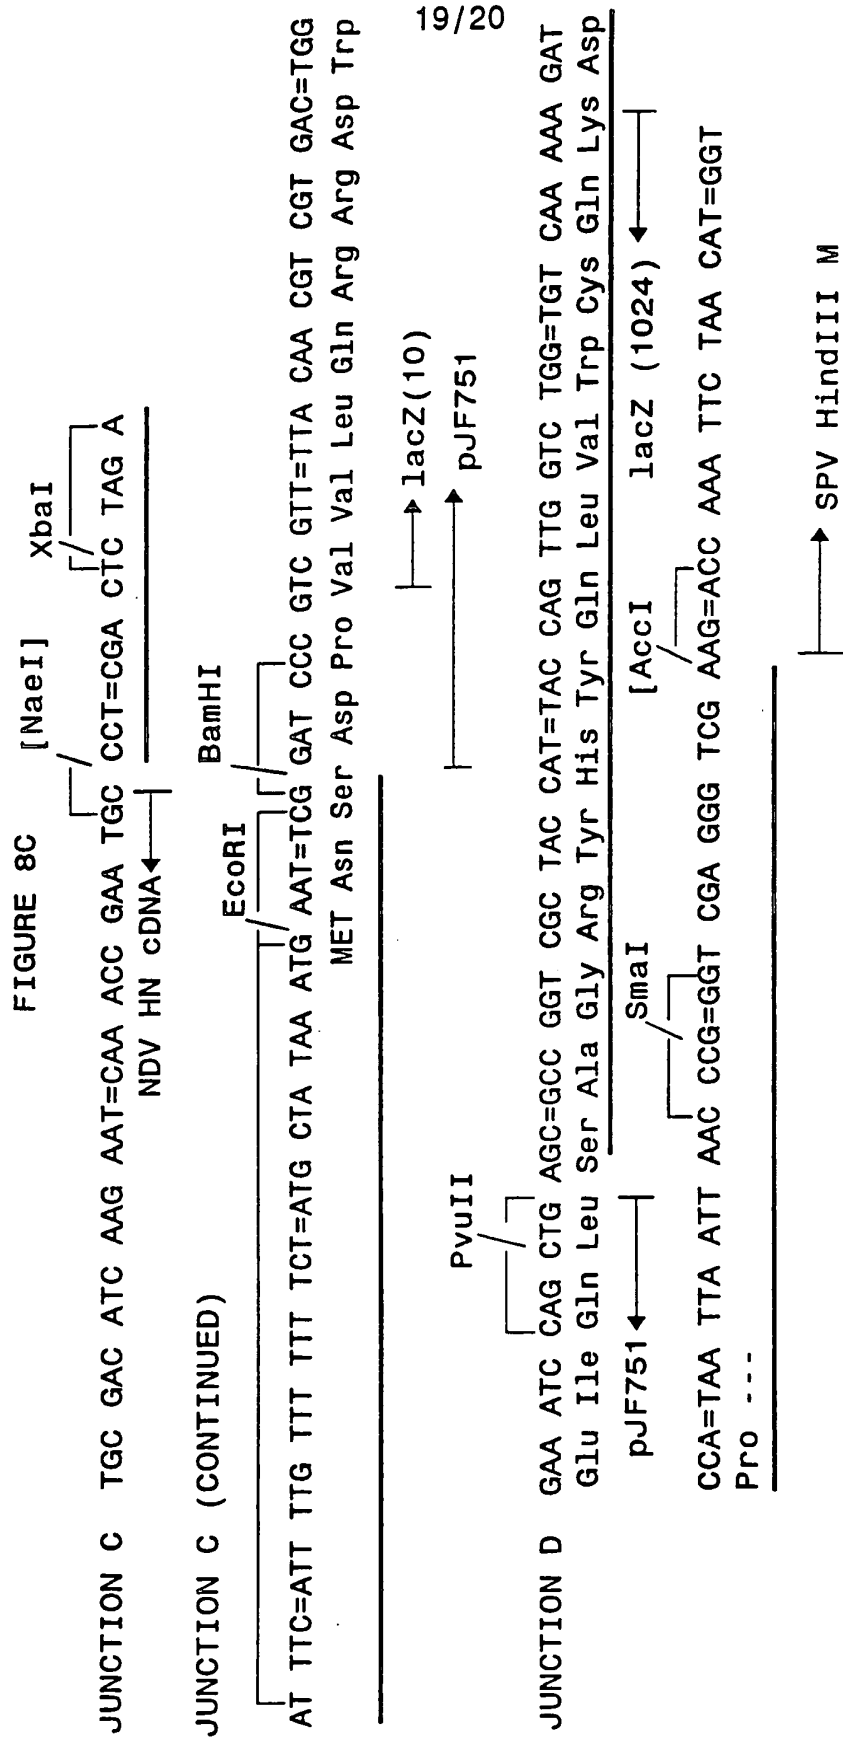 19/20
FIGURE 8C
[NaeI] XbaI
JUNCTION C TGC GAC ATC AAG AAT=CAA ACC GAA TGC CCT=CGA CTC TAG A
NDV HN cDNA
JUNCTION C (CONTINUED)
EcoRI BamHI
AT TTC=ATT TTG TTT TTT TCT=ATG CTA TAA ATG AAT=TCG GAT CCC GTC GTT=TTA CAA CGT CGT GAC=TGG
MET Asn Ser Asp Pro Val Val Leu Gln Arg Arg Asp Trp
lacZ(10)
pJF751
PvuII
JUNCTION D GAA ATC CAG CTG AGC=GCC GGT CGC TAC CAT=TAC CAG TTG GTC TGG=TGT CAA AAA GAT
Glu Ile Gln Leu Ser Ala Gly Arg Tyr His Tyr Gln Leu Val Trp Cys Gln Lys Asp
pJF751 lacZ (1024)
SmaI [AccI
CCA=TAA TTA ATT AAC CCG=GGT CGA GGG TCG AAG=ACC AAA TTC TAA CAT=GGT
Pro ---
SPV HindIII M